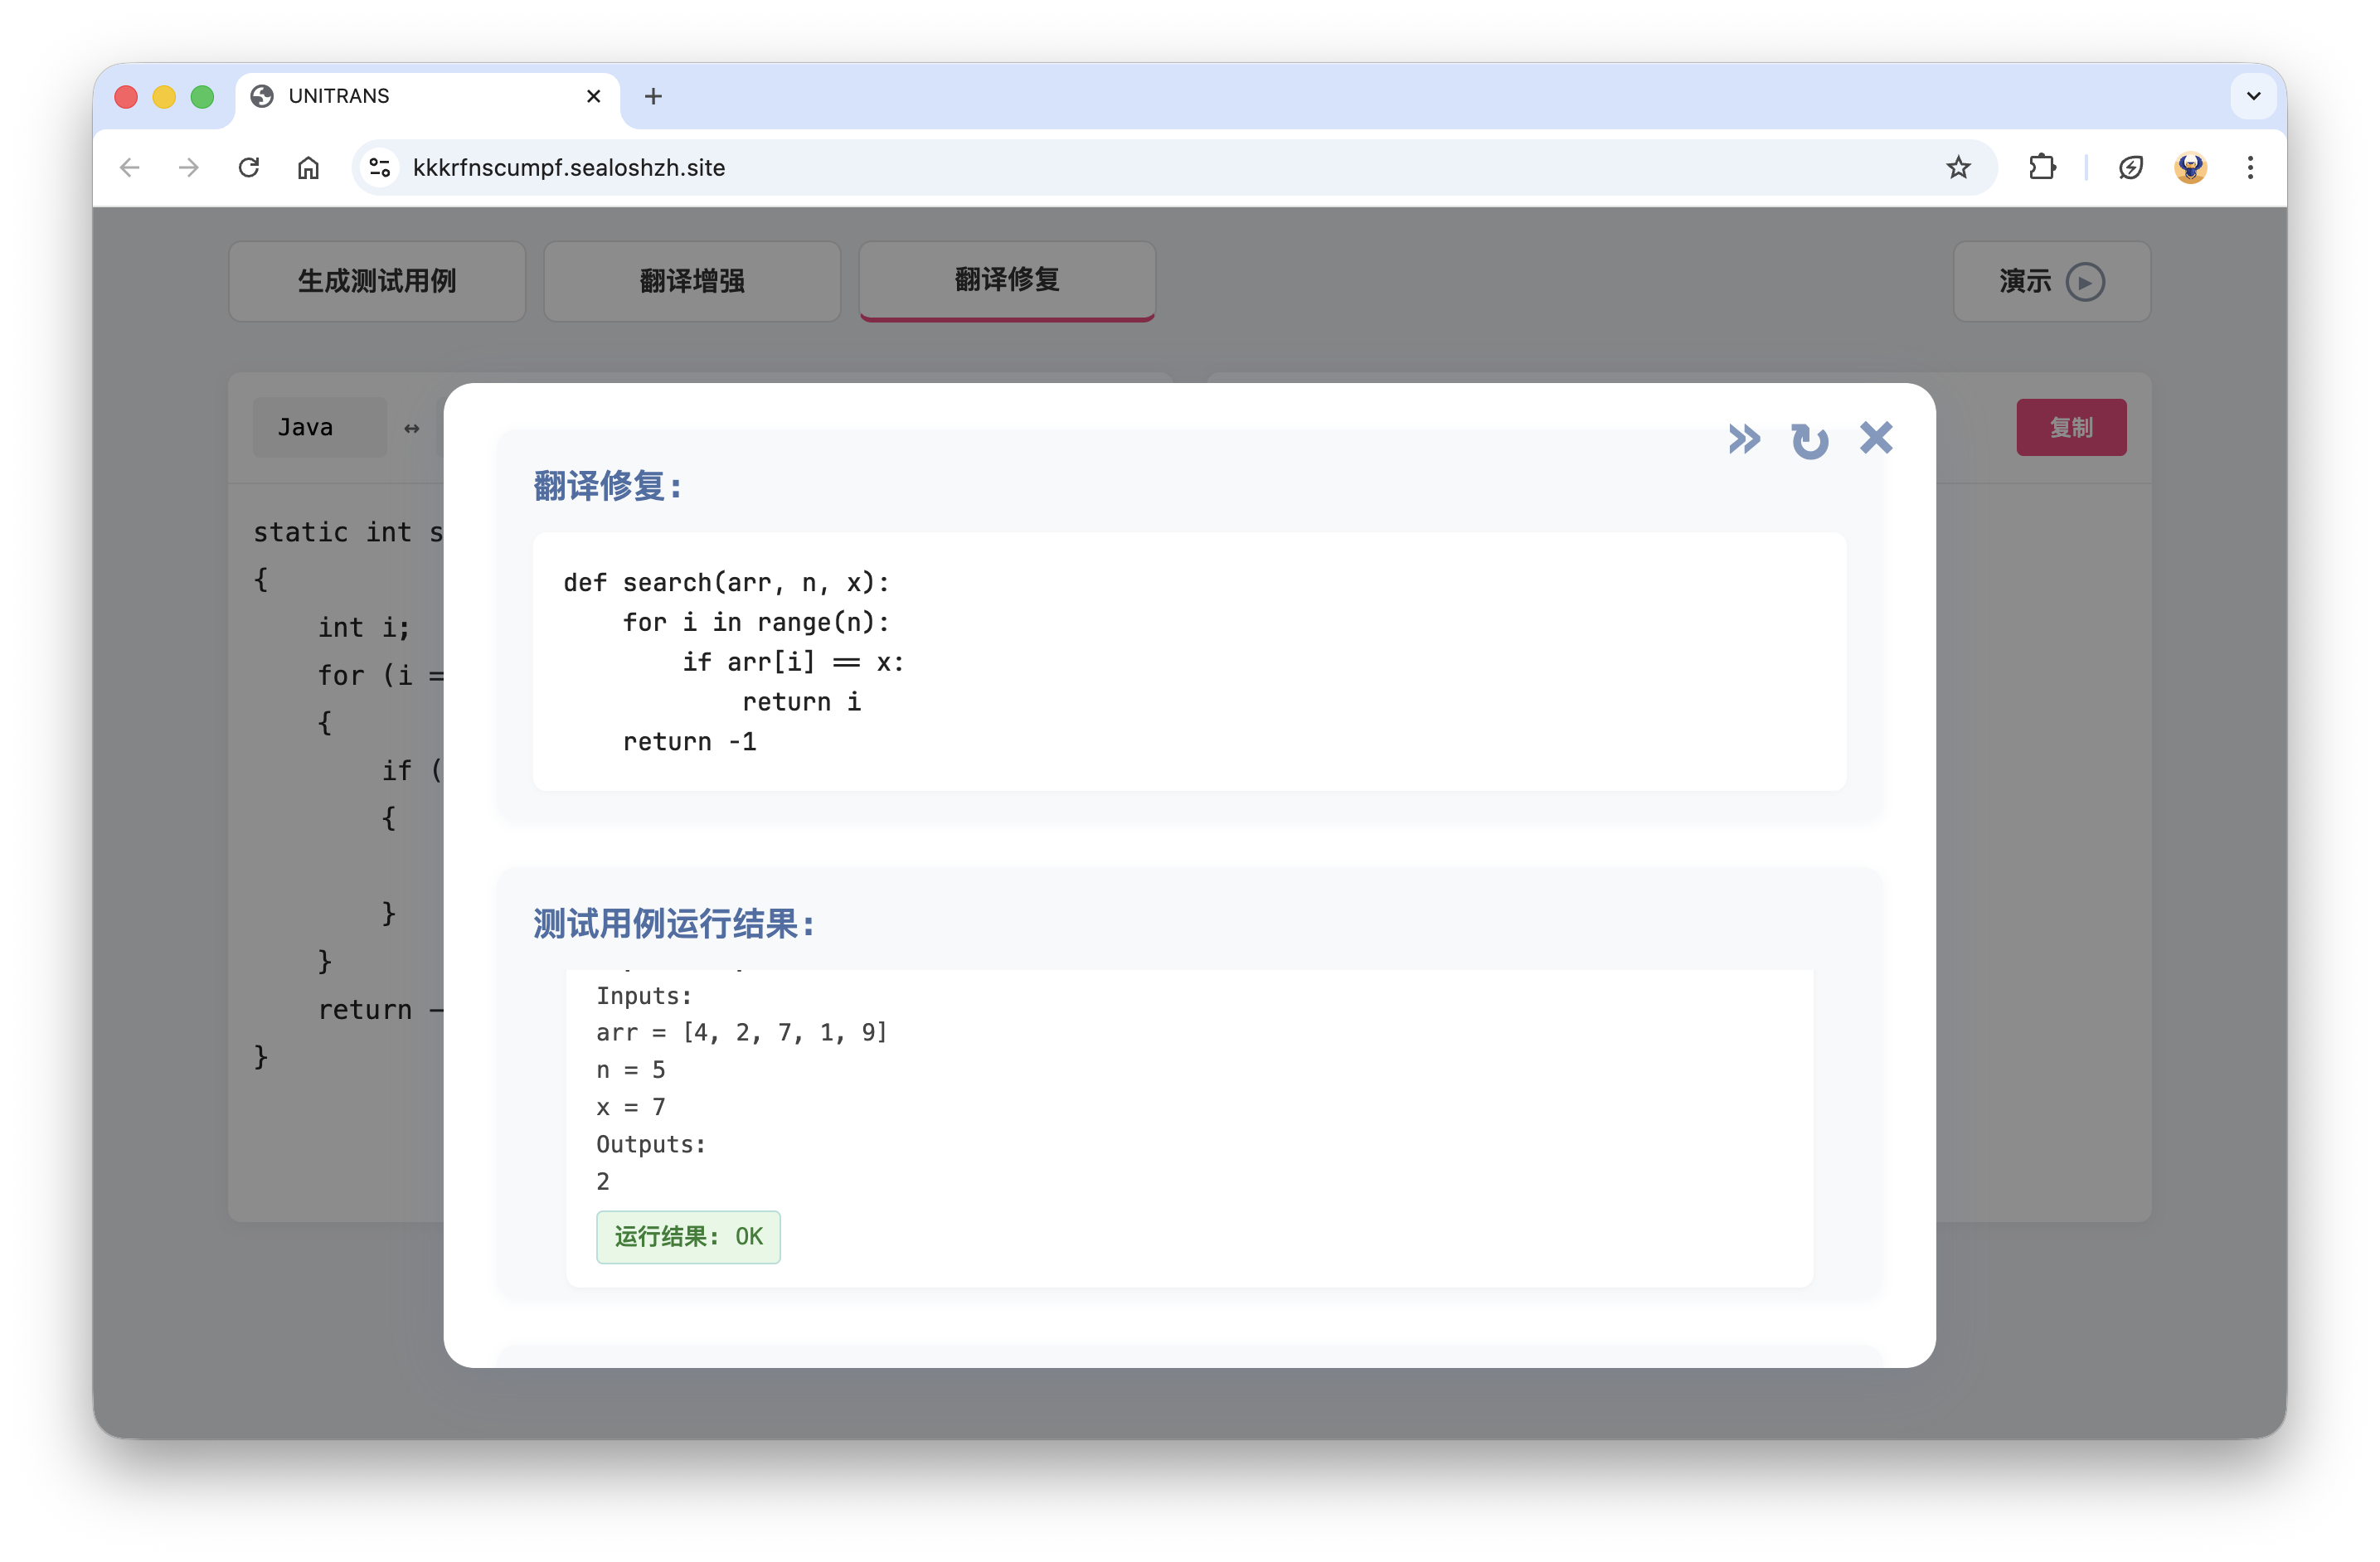 UNITRANS
kkkrfnscumpf.sealoshzh.site
生成测试用例
翻译增强
翻译修复
演示
Java ↔
复制
static int s
{
    int i;
    for (i =
    {
        if (
        {
        }
    }
    return -
}
翻译修复:
def search(arr, n, x):
    for i in range(n):
        if arr[i] == x:
            return i
    return -1
测试用例运行结果:
Inputs:
arr = [4, 2, 7, 1, 9]
n = 5
x = 7
Outputs:
2
运行结果: OK